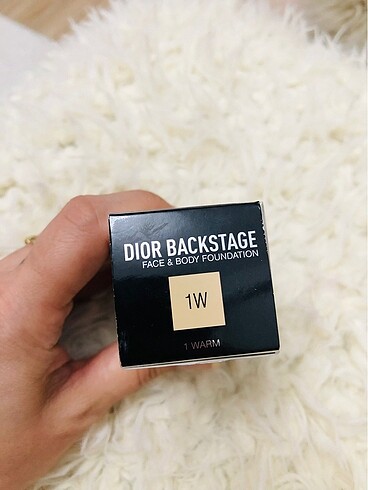 DIOR BACKSTAGE
FACE & BODY FOUNDATION
1W
1 WARM